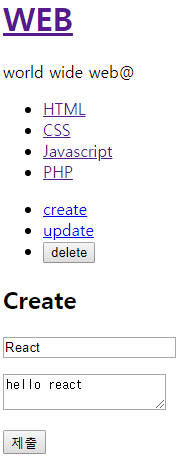 WEB
world wide web@
HTML
CSS
Javascript
PHP
create
update
delete
Create
React
hello react
제출